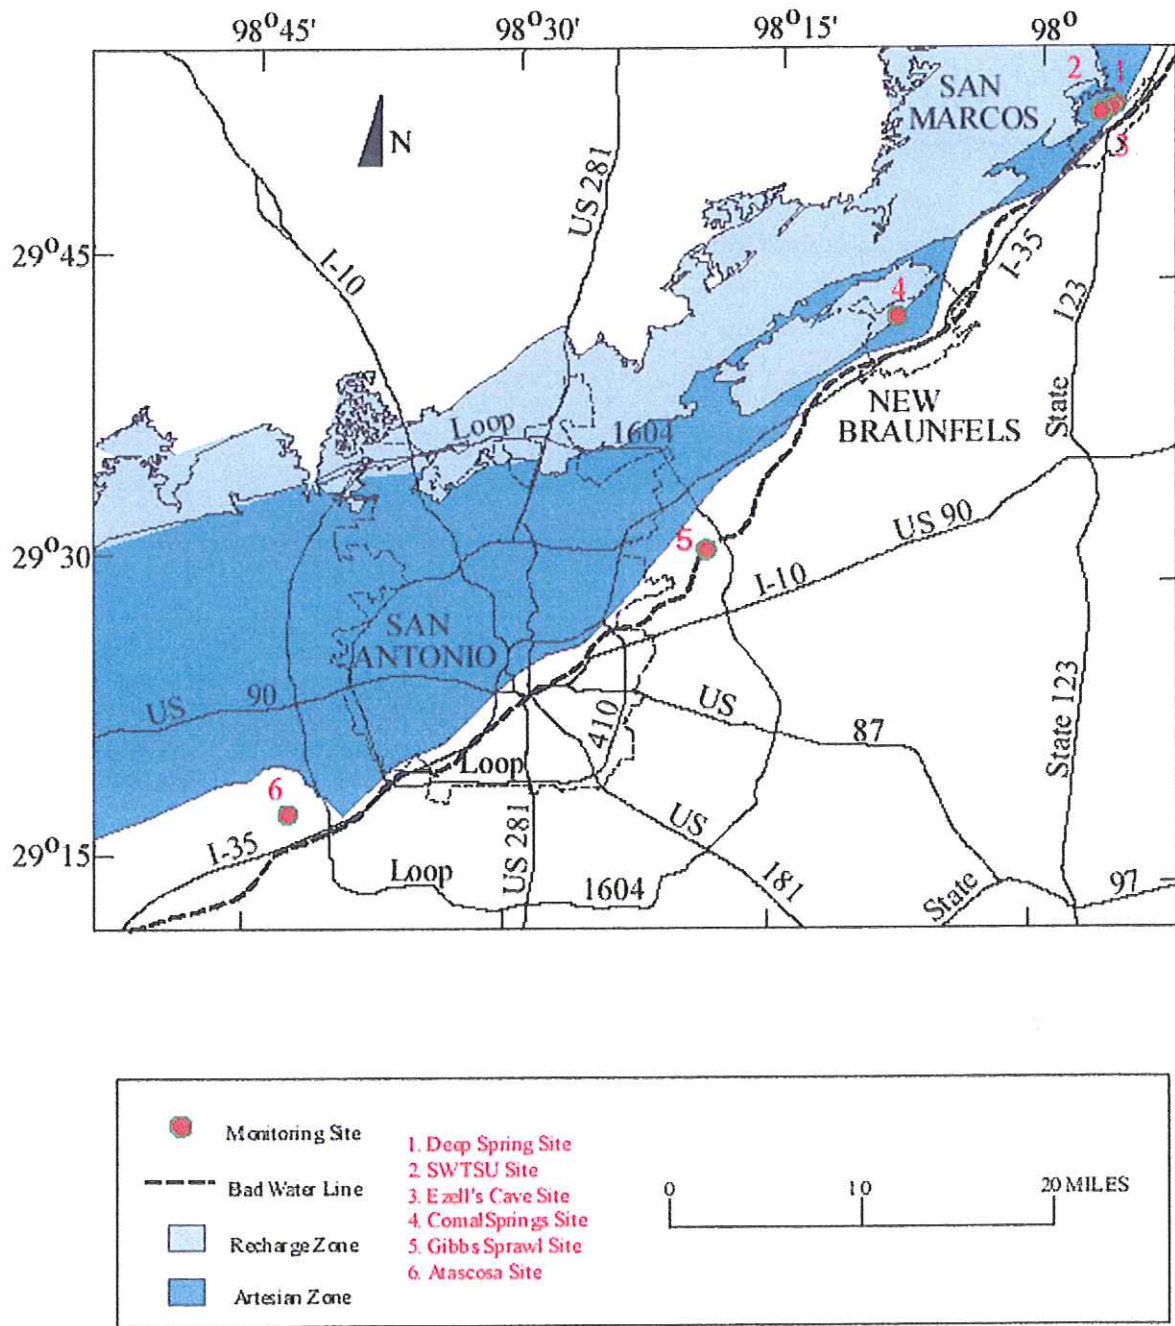 98°45' 98°30' 98°15' 98°
2 1
SAN
MARCOS
3
N
US 281
29°45'
I-10
I-35
4
123
NEW
BRAUNFELS
State
Loop
1604
US 90
29°30'
5
I-10
SAN
ANTONIO
State 123
US 90
US
87
410
Loop
6
I-35
US 281
US
181
29°15'
Loop
1604
State
97
Monitoring Site
Bad Water Line
Recharge Zone
Artesian Zone
1. Deep Spring Site
2. SWTSU Site
3. Ezell's Cave Site
4. Comal Springs Site
5. Gibbs Sprawl Site
6. Atascosa Site
0 10 20 MILES